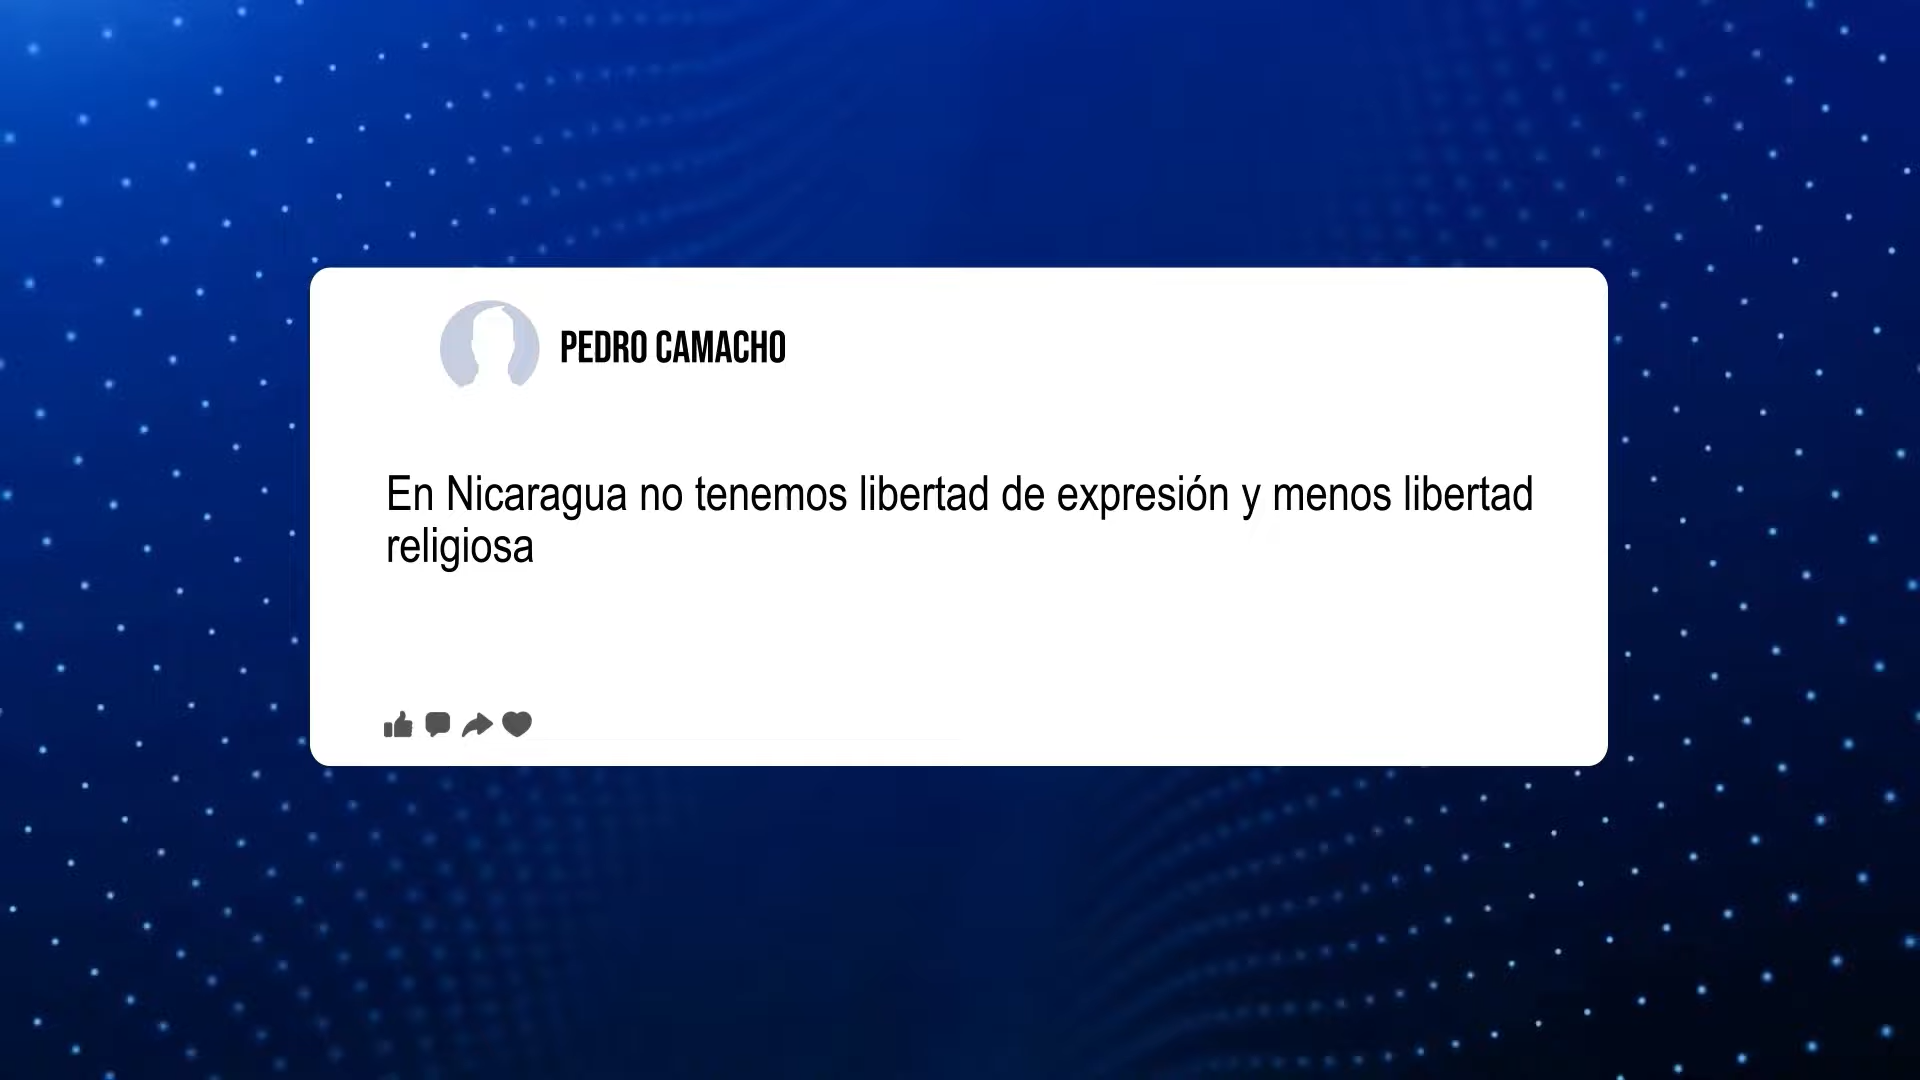 PEDRO CAMACHO
En Nicaragua no tenemos libertad de expresión y menos libertad
religiosa